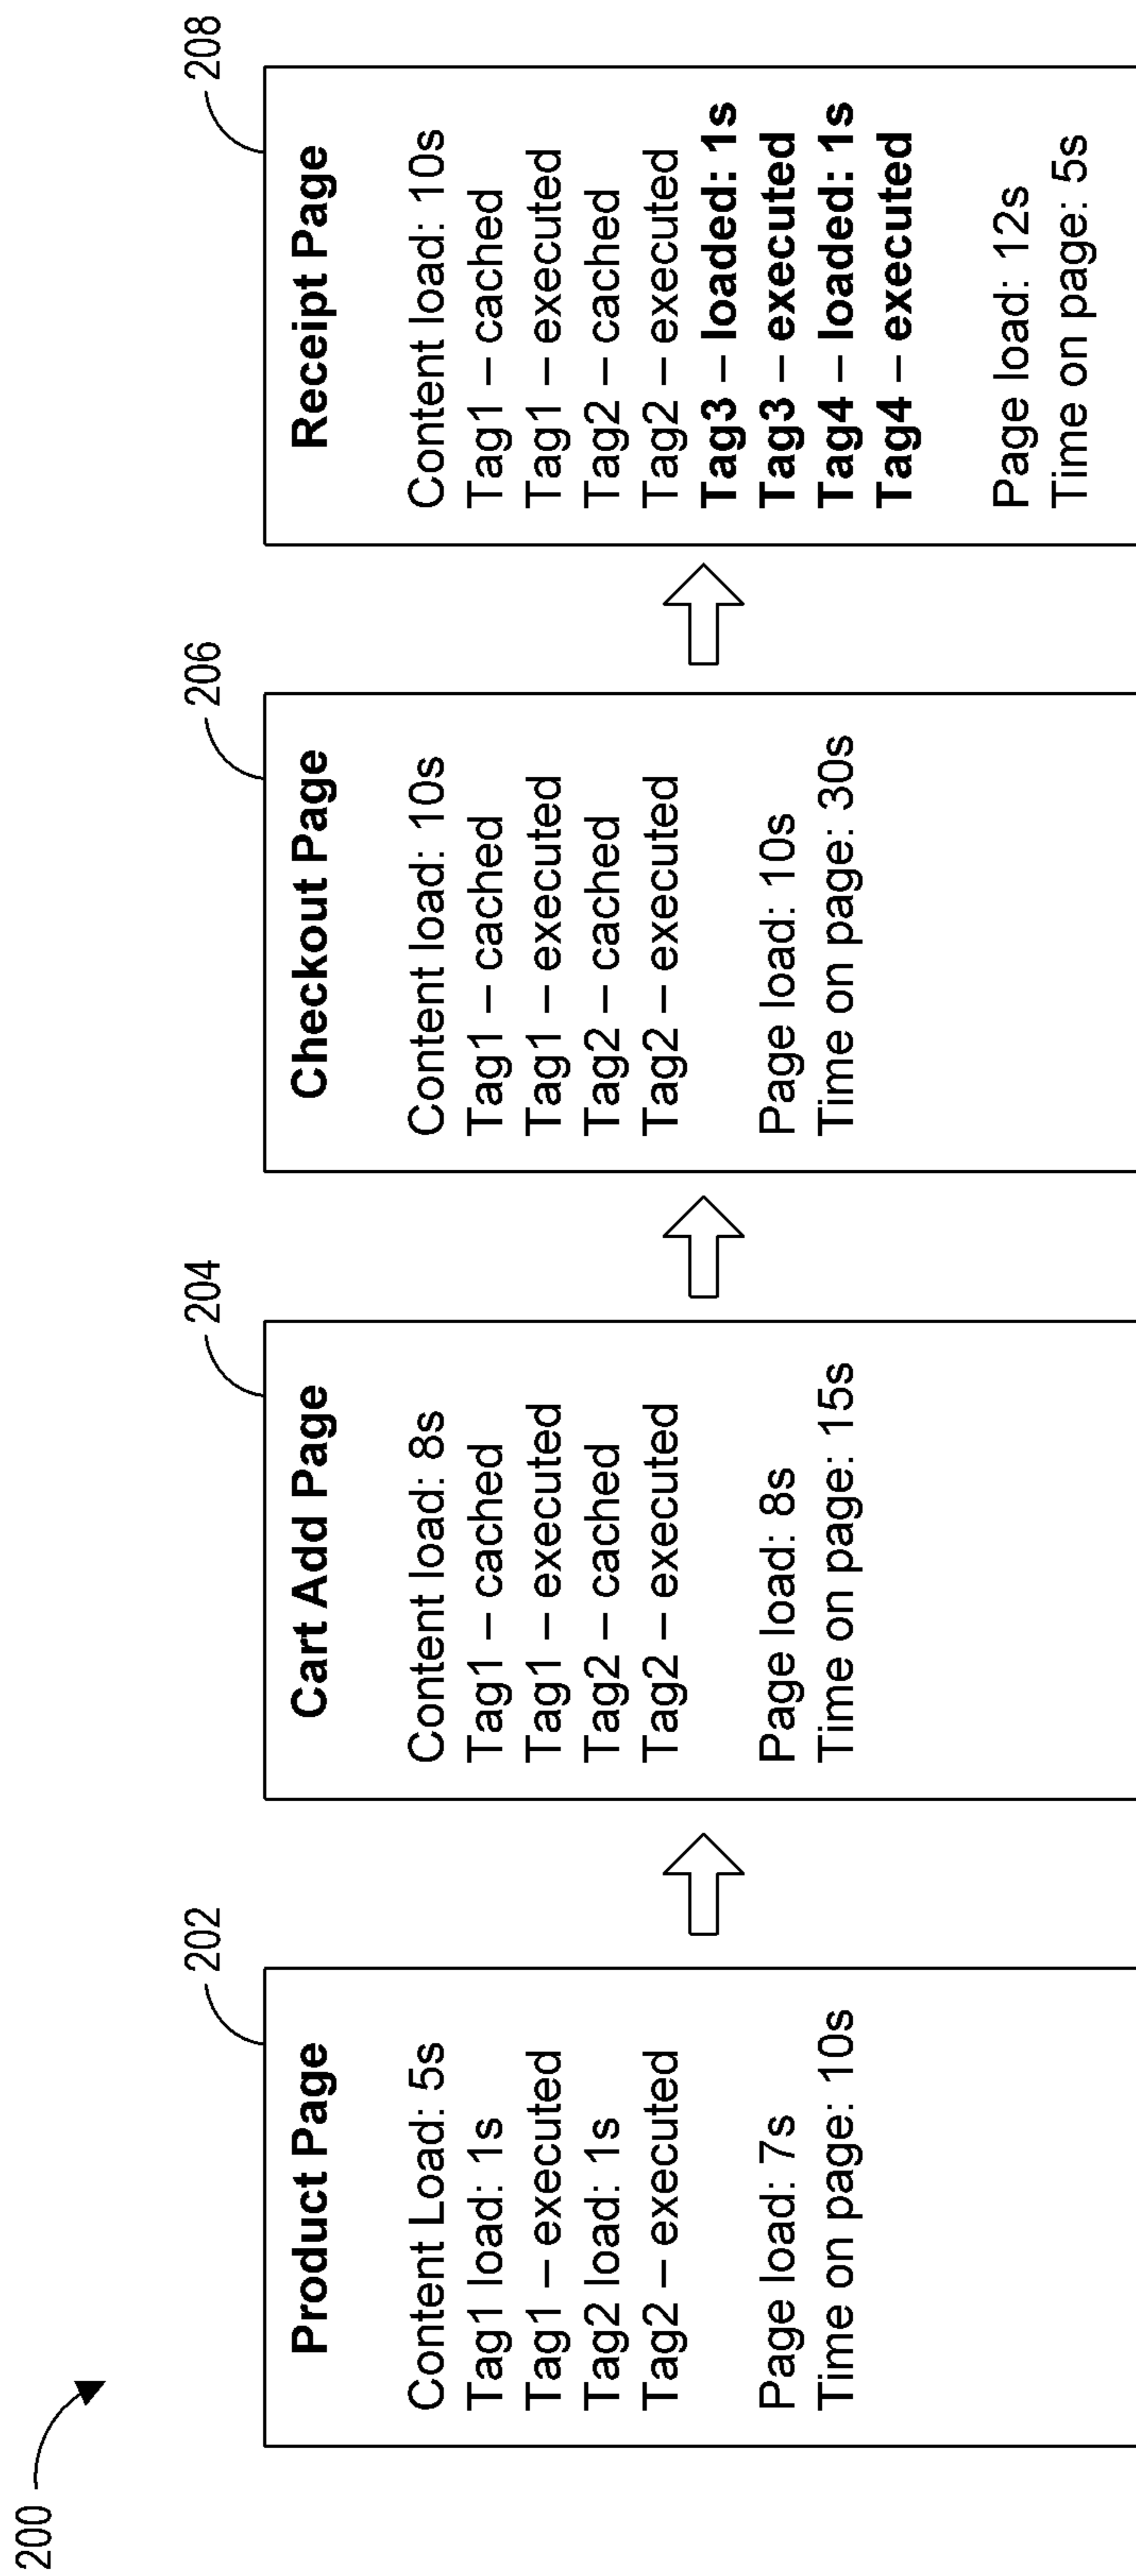 200
202
Product Page
Content Load: 5s
Tag1 load: 1s
Tag1 – executed
Tag2 load: 1s
Tag2 – executed
Page load: 7s
Time on page: 10s
204
Cart Add Page
Content load: 8s
Tag1 – cached
Tag1 – executed
Tag2 – cached
Tag2 – executed
Page load: 8s
Time on page: 15s
206
Checkout Page
Content load: 10s
Tag1 – cached
Tag1 – executed
Tag2 – cached
Tag2 – executed
Page load: 10s
Time on page: 30s
208
Receipt Page
Content load: 10s
Tag1 – cached
Tag1 – executed
Tag2 – cached
Tag2 – executed
Tag3 – loaded: 1s
Tag3 – executed
Tag4 – loaded: 1s
Tag4 – executed
Page load: 12s
Time on page: 5s